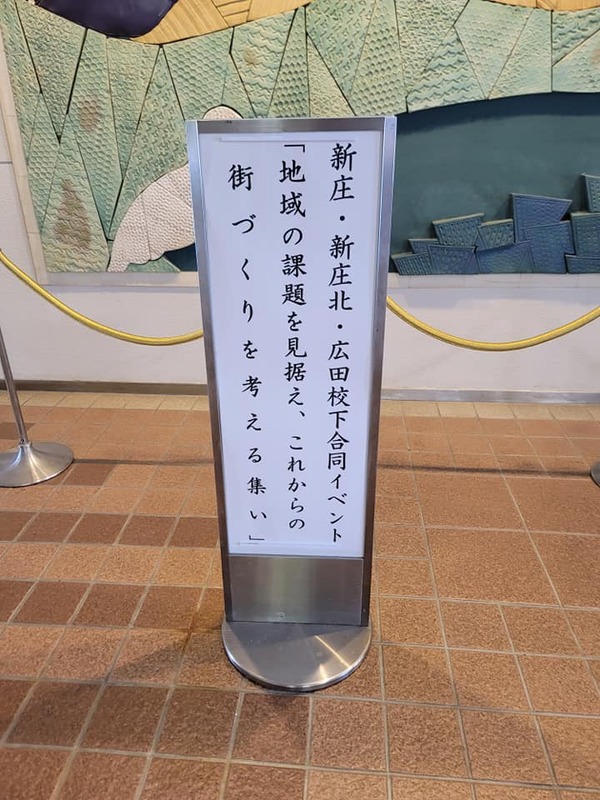 新庄・新庄北・広田校下合同イベント
「地域の課題を見据え、これからの
街づくりを考える集い」